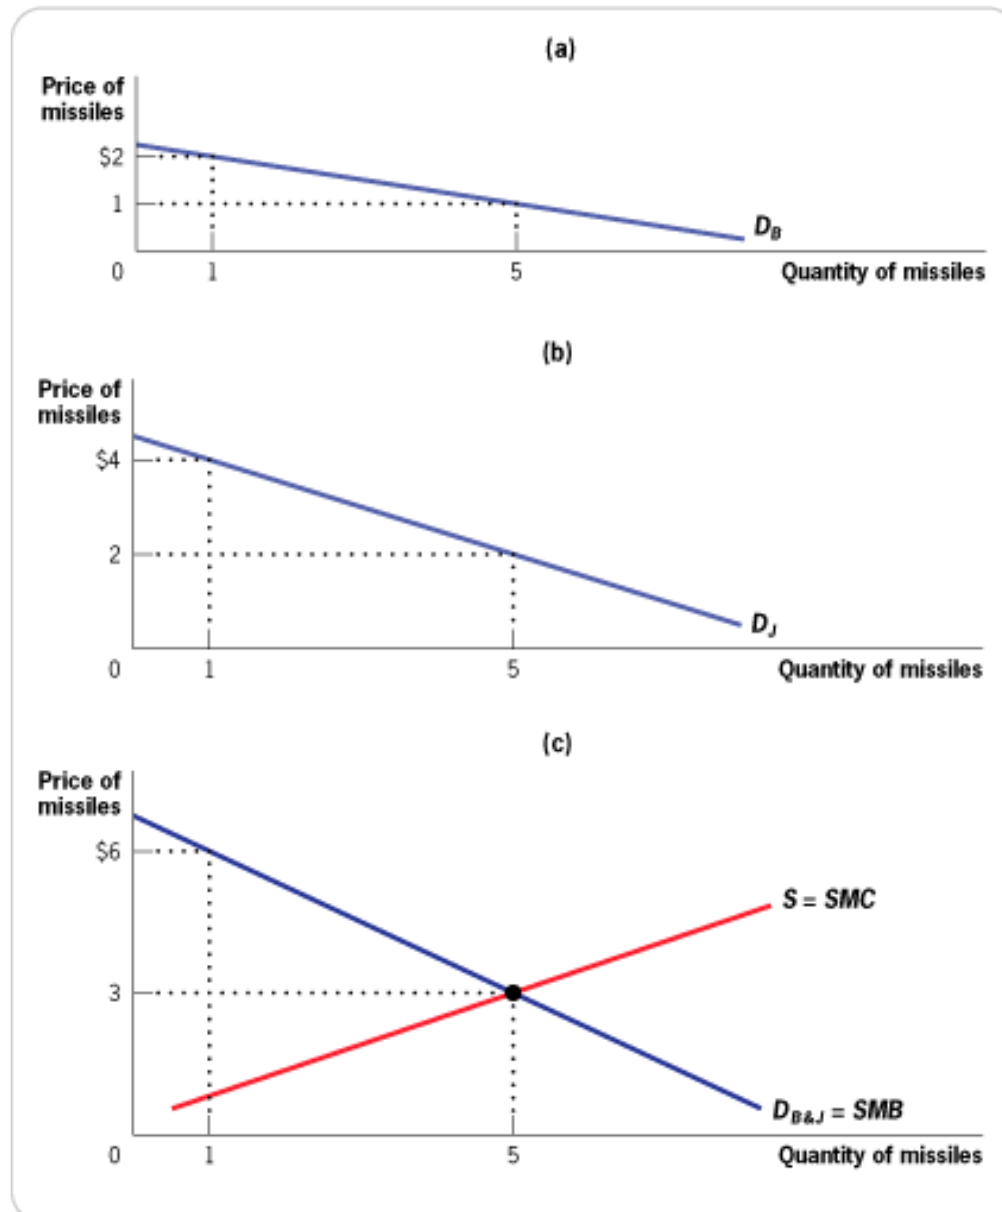 (a)
Price of
missiles
$2
1
D_B
0
1
5
Quantity of missiles
(b)
Price of
missiles
$4
2
D_J
0
1
5
Quantity of missiles
(c)
Price of
missiles
$6
S = SMC
3
D_B&J = SMB
0
1
5
Quantity of missiles